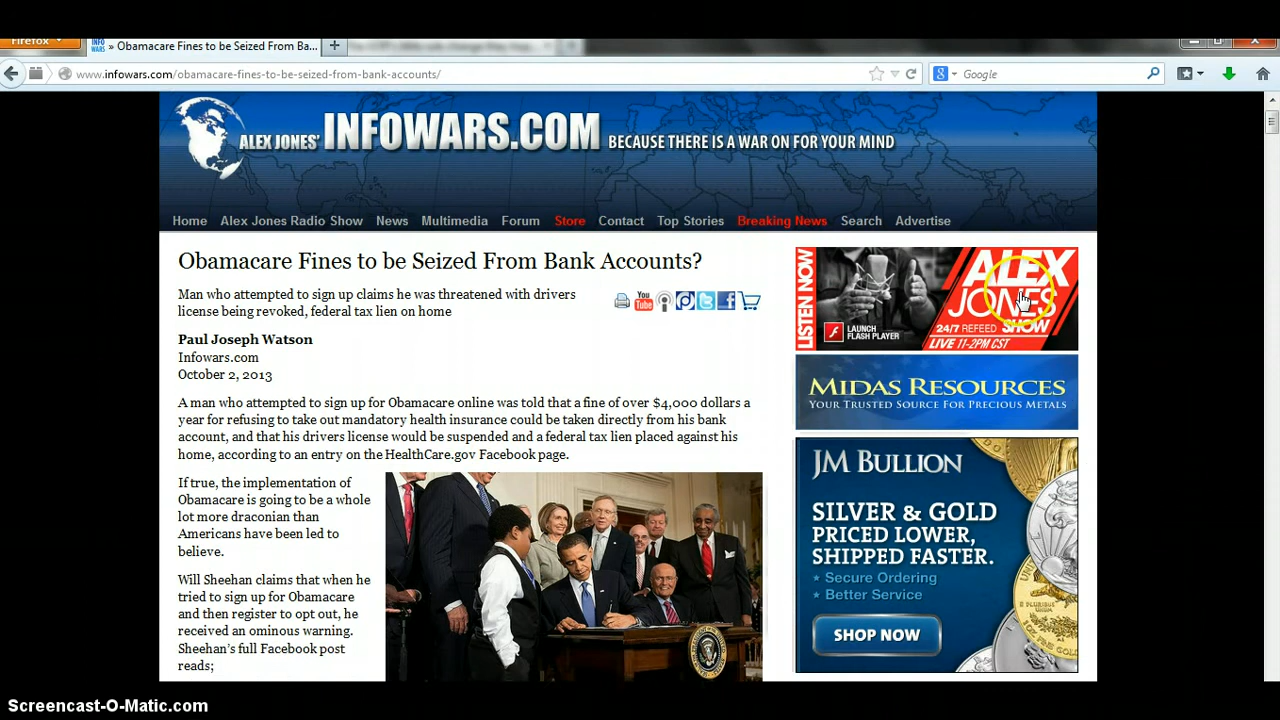 Firefox
INFO WARS » Obamacare Fines to be Seized From Ba... +
www.infowars.com/obamacare-fines-to-be-seized-from-bank-accounts/
Google
ALEX JONES' INFOWARS.COM BECAUSE THERE IS A WAR ON FOR YOUR MIND
Home Alex Jones Radio Show News Multimedia Forum Store Contact Top Stories Breaking News Search Advertise
Obamacare Fines to be Seized From Bank Accounts?
Man who attempted to sign up claims he was threatened with drivers
license being revoked, federal tax lien on home
You Tube
Paul Joseph Watson
Infowars.com
October 2, 2013
A man who attempted to sign up for Obamacare online was told that a fine of over $4,000 dollars a
year for refusing to take out mandatory health insurance could be taken directly from his bank
account, and that his drivers license would be suspended and a federal tax lien placed against his
home, according to an entry on the HealthCare.gov Facebook page.
If true, the implementation of
Obamacare is going to be a whole
lot more draconian than
Americans have been led to
believe.
Will Sheehan claims that when he
tried to sign up for Obamacare
and then register to opt out, he
received an ominous warning.
Sheehan's full Facebook post
reads;
LISTEN NOW
ALEX
JONES
SHOW
24/7 REFEED
LIVE 11-2PM CST
LAUNCH
FLASH PLAYER
MIDAS RESOURCES
YOUR TRUSTED SOURCE FOR PRECIOUS METALS
JM BULLION
SILVER & GOLD
PRICED LOWER,
SHIPPED FASTER.
★ Secure Ordering
★ Better Service
SHOP NOW
Screencast-O-Matic.com